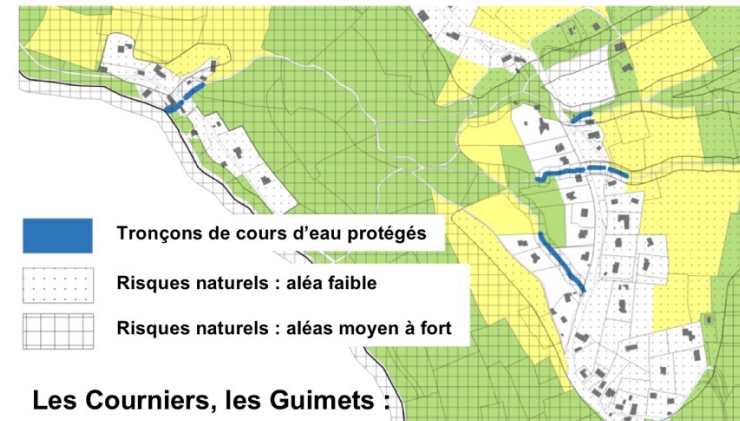 Tronçons de cours d'eau protégés
Risques naturels : aléa faible
Risques naturels : aléas moyen à fort
Les Courniers, les Guimets :